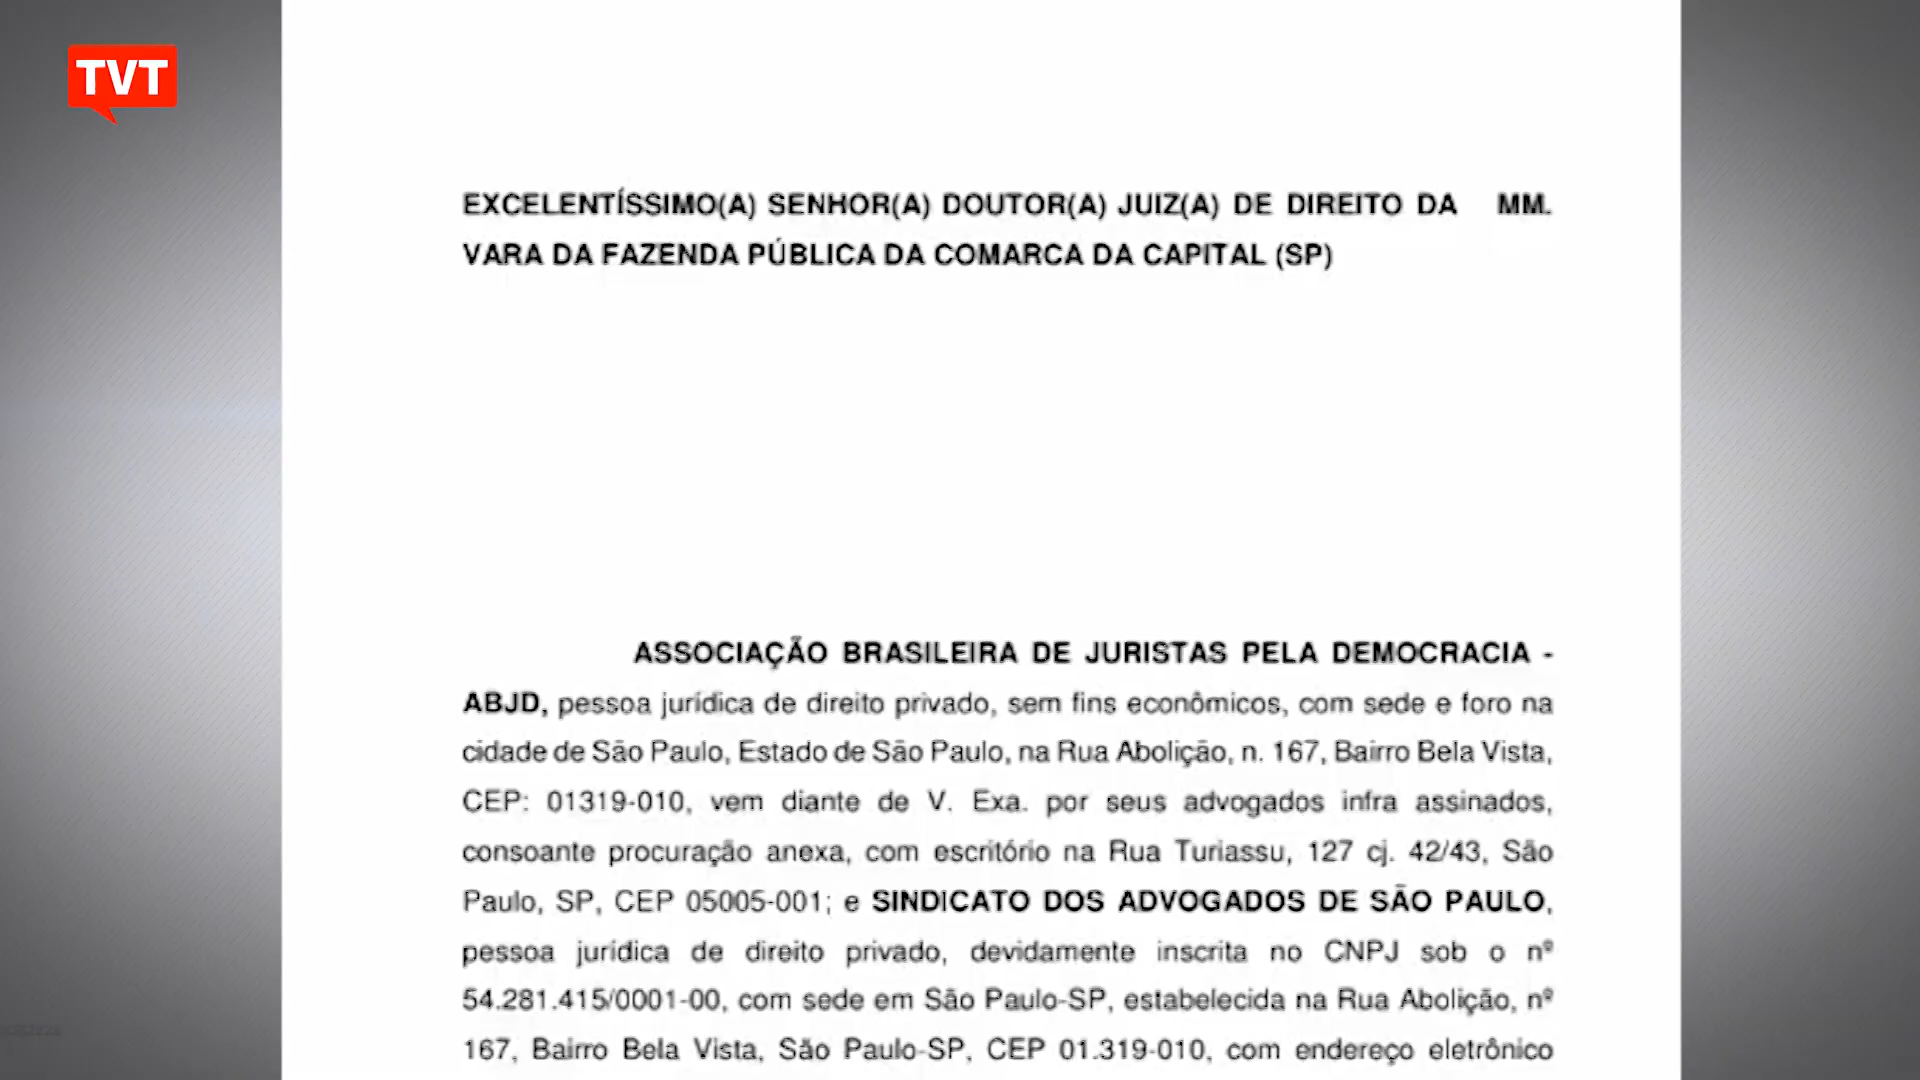 TVT
EXCELENTÍSSIMO(A) SENHOR(A) DOUTOR(A) JUIZ(A) DE DIREITO DA MM.
VARA DA FAZENDA PÚBLICA DA COMARCA DA CAPITAL (SP)
ASSOCIAÇÃO BRASILEIRA DE JURISTAS PELA DEMOCRACIA -
ABJD, pessoa jurídica de direito privado, sem fins econômicos, com sede e foro na
cidade de São Paulo, Estado de São Paulo, na Rua Abolição, n. 167, Bairro Bela Vista,
CEP: 01319-010, vem diante de V. Exa. por seus advogados infra assinados,
consoante procuração anexa, com escritório na Rua Turiassu, 127 cj. 42/43, São
Paulo, SP, CEP 05005-001; e SINDICATO DOS ADVOGADOS DE SÃO PAULO,
pessoa jurídica de direito privado, devidamente inscrita no CNPJ sob o nº
54.281.415/0001-00, com sede em São Paulo-SP, estabelecida na Rua Abolição, nº
167, Bairro Bela Vista, São Paulo-SP, CEP 01.319-010, com endereço eletrônico